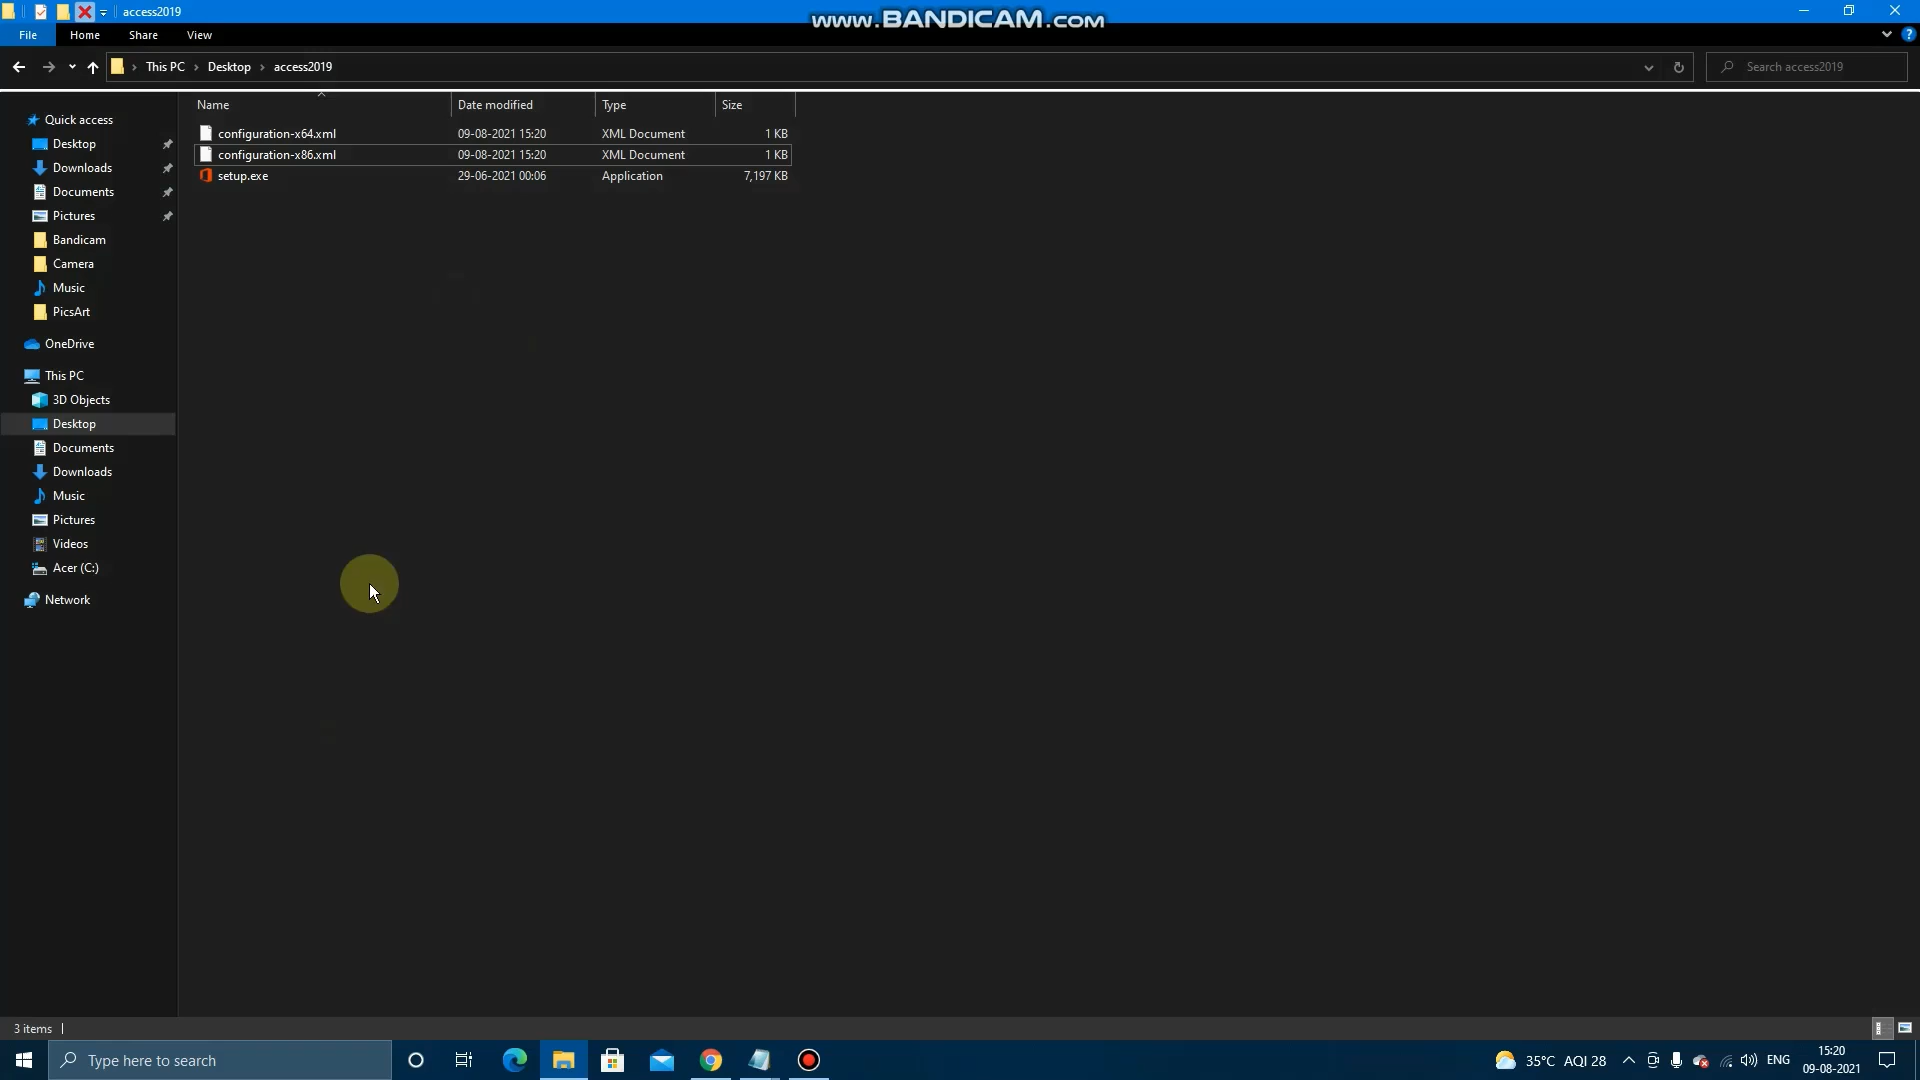 access2019
www.BANDICAM.com
File Home Share View
This PC Desktop access2019
Search access2019
Name Date modified Type Size
configuration-x64.xml 09-08-2021 15:20 XML Document 1 KB
configuration-x86.xml 09-08-2021 15:20 XML Document 1 KB
setup.exe 29-06-2021 00:06 Application 7,197 KB
Quick access
Desktop
Downloads
Documents
Pictures
Bandicam
Camera
Music
PicsArt
OneDrive
This PC
3D Objects
Desktop
Documents
Downloads
Music
Pictures
Videos
Acer (C:)
Network
3 items
Type here to search
35°C AQI 28
ENG
15:20
09-08-2021